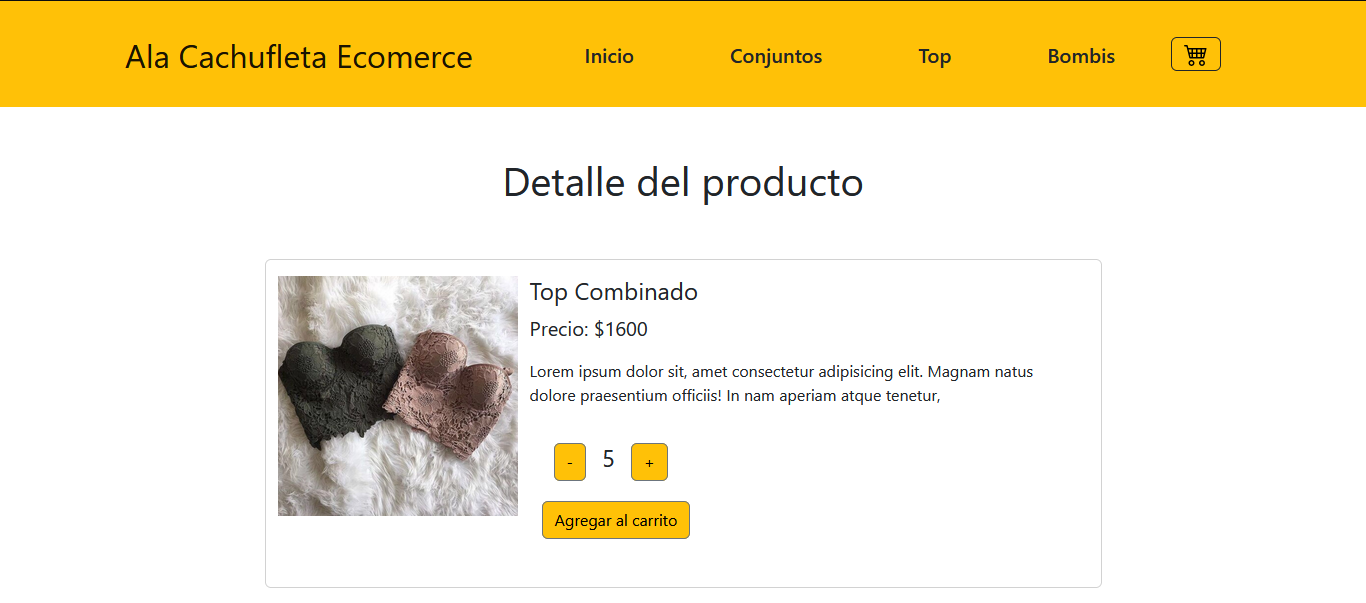 Ala Cachufleta Ecomerce Inicio Conjuntos Top Bombis
Detalle del producto
Top Combinado
Precio: $1600
Lorem ipsum dolor sit, amet consectetur adipisicing elit. Magnam natus
dolore praesentium officiis! In nam aperiam atque tenetur,
- 5 +
Agregar al carrito